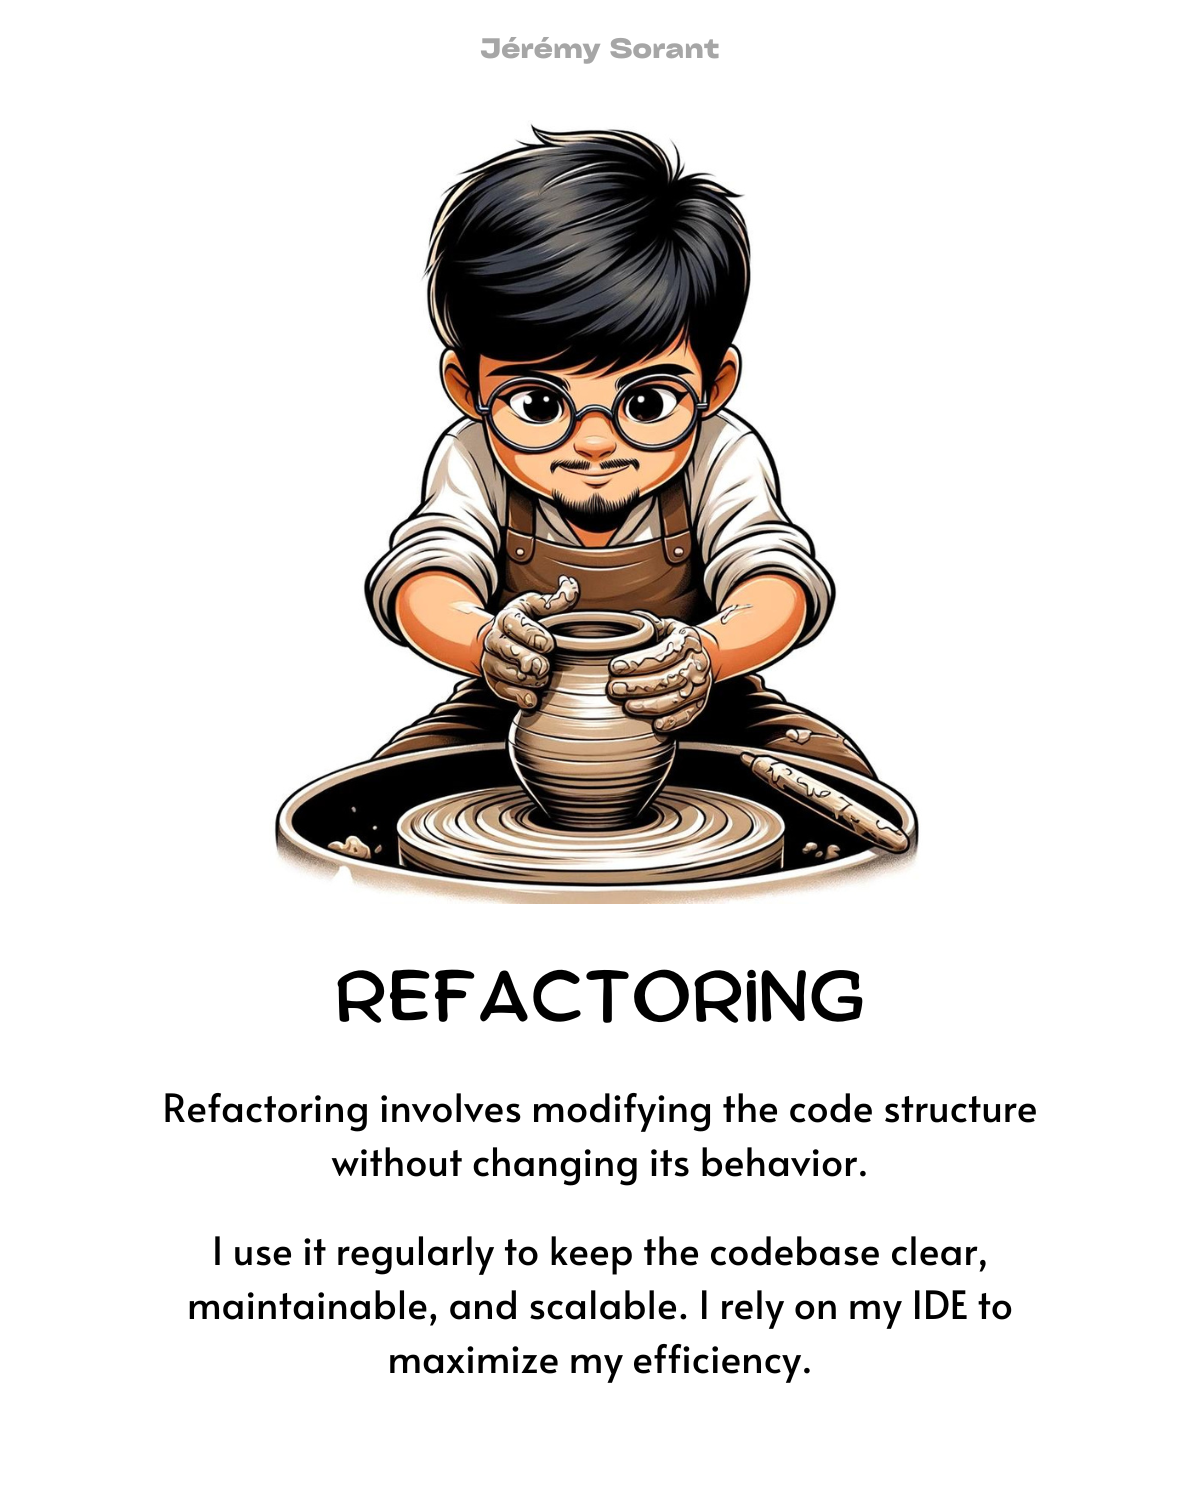 Jérémy Sorant
REFACTORING
Refactoring involves modifying the code structure
without changing its behavior.
I use it regularly to keep the codebase clear,
maintainable, and scalable. I rely on my IDE to
maximize my efficiency.